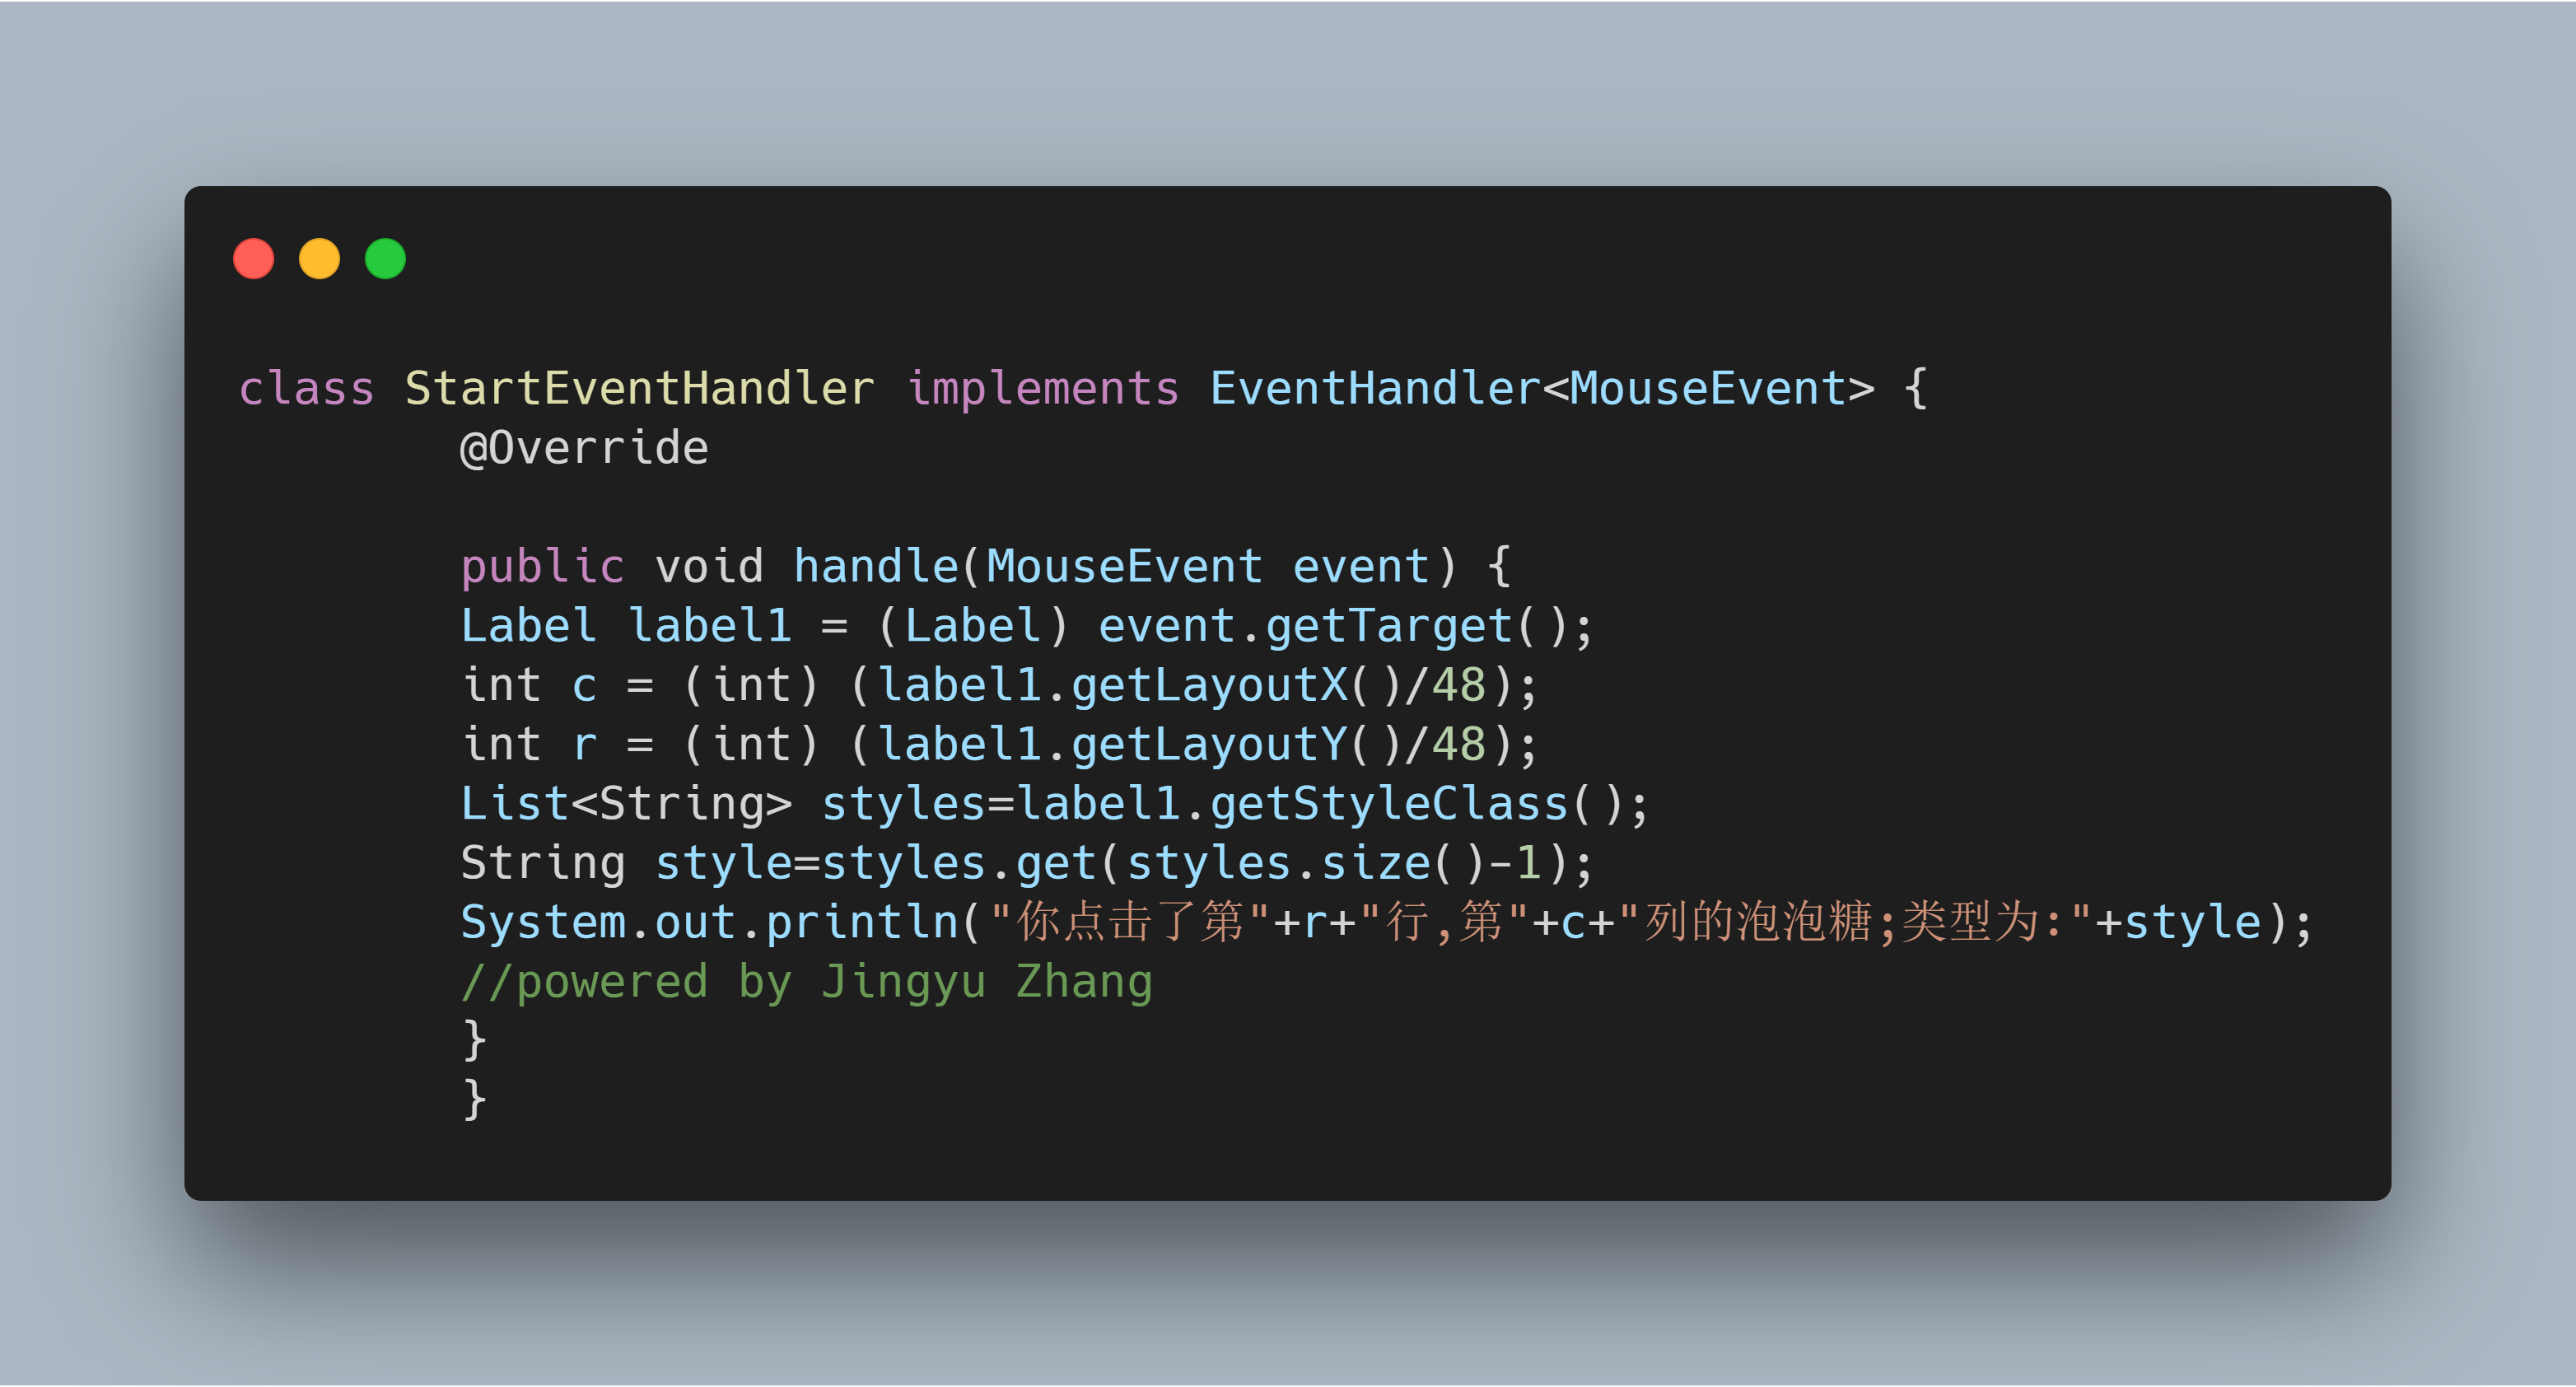 class StartEventHandler implements EventHandler<MouseEvent> {
        @Override

        public void handle(MouseEvent event) {
        Label label1 = (Label) event.getTarget();
        int c = (int) (label1.getLayoutX()/48);
        int r = (int) (label1.getLayoutY()/48);
        List<String> styles=label1.getStyleClass();
        String style=styles.get(styles.size()-1);
        System.out.println("你点击了第"+r+"行,第"+c+"列的泡泡糖;类型为:"+style);
        //powered by Jingyu Zhang
        }
        }